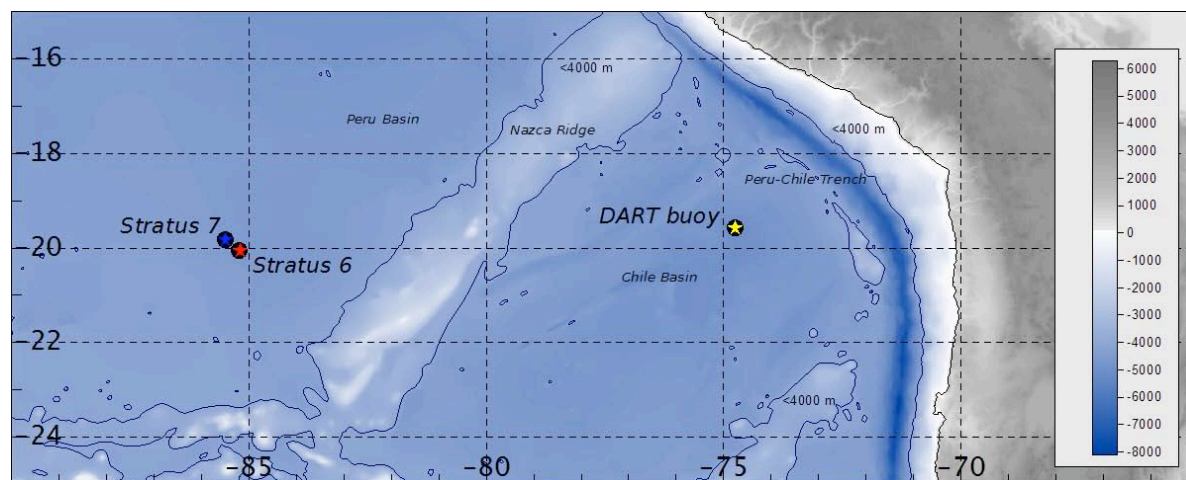 -16
<4000 m
Peru Basin
Nazca Ridge
<4000 m
-18
Peru-Chile Trench
DART buoy
Stratus 7
-20
Stratus 6
Chile Basin
-22
<4000 m
-24
-85
-80
-75
-70
6000
5000
4000
3000
2000
1000
0
-1000
-2000
-3000
-4000
-5000
-6000
-7000
-8000